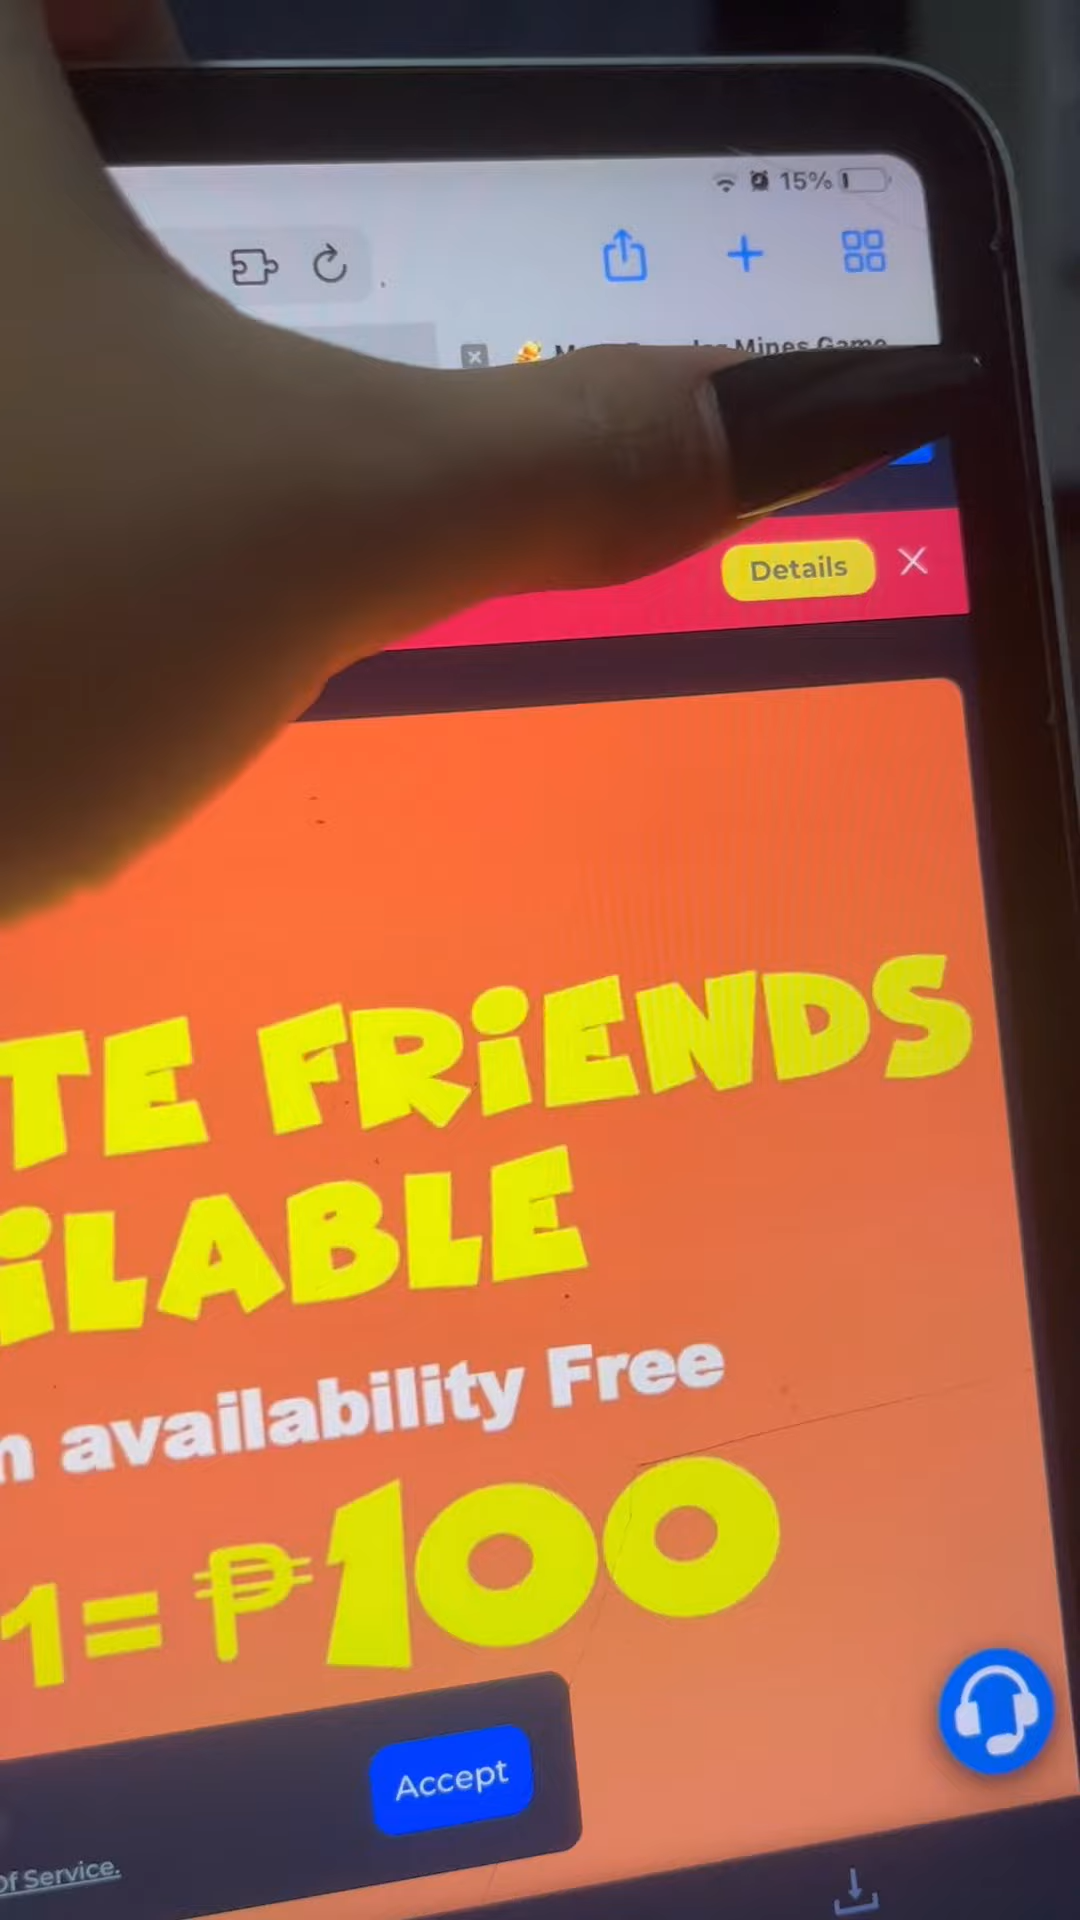 15%
Mines Game
Details
TE FRiENDS
iLABLE
n availability Free
1= ₱100
Accept
of Service.